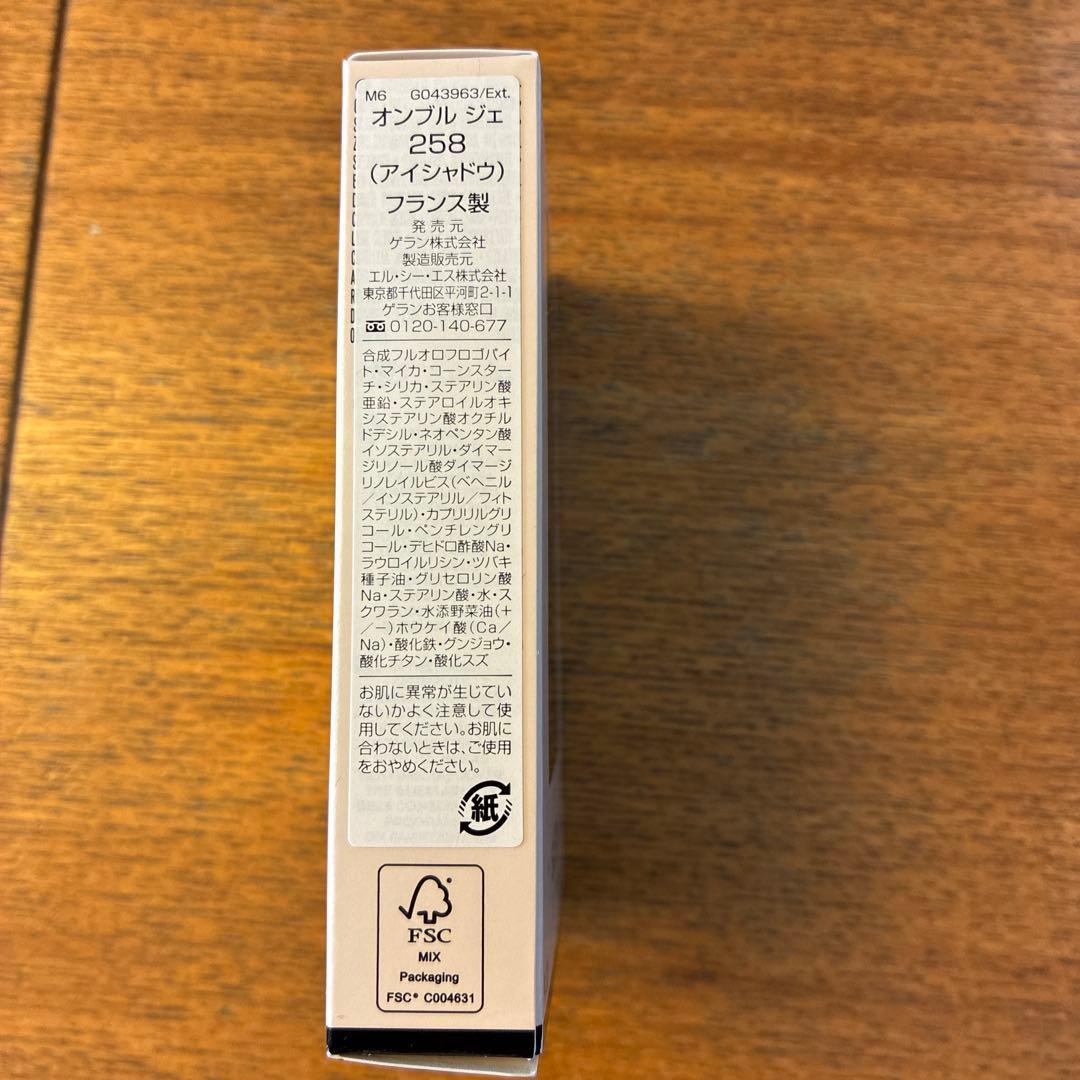 M6 G043963/Ext.
オンブル ジェ
258
(アイシャドウ)
フランス製
発売元
ゲラン株式会社
製造販売元
エル・シー・エス株式会社
東京都千代田区平河町2-1-1
ゲランお客様窓口
0120-140-677
合成フルオロフロゴパイ
ト・マイカ・コーンスター
チ・シリカ・ステアリン酸
亜鉛・ステアロイルオキ
システアリン酸オクチル
ドデシル・ネオペンタン酸
イソステアリル・ダイマー
ジリノール酸ダイマージ
リノレイルビス(ベヘニル
/イソステアリル/フィト
ステリル)・カプリリルグリ
コール・ペンチレングリ
コール・デヒドロ酢酸Na・
ラウロイルリシン・ツバキ
種子油・グリセロリン酸
Na・ステアリン酸・水・ス
クワラン・水添野菜油(+
/-)ホウケイ酸(Ca/
Na)・酸化鉄・グンジョウ・
酸化チタン・酸化スズ
お肌に異常が生じてい
ないかよく注意して使
用してください。お肌に
合わないときは、ご使用
をおやめください。
紙
FSC
MIX
Packaging
FSC® C004631